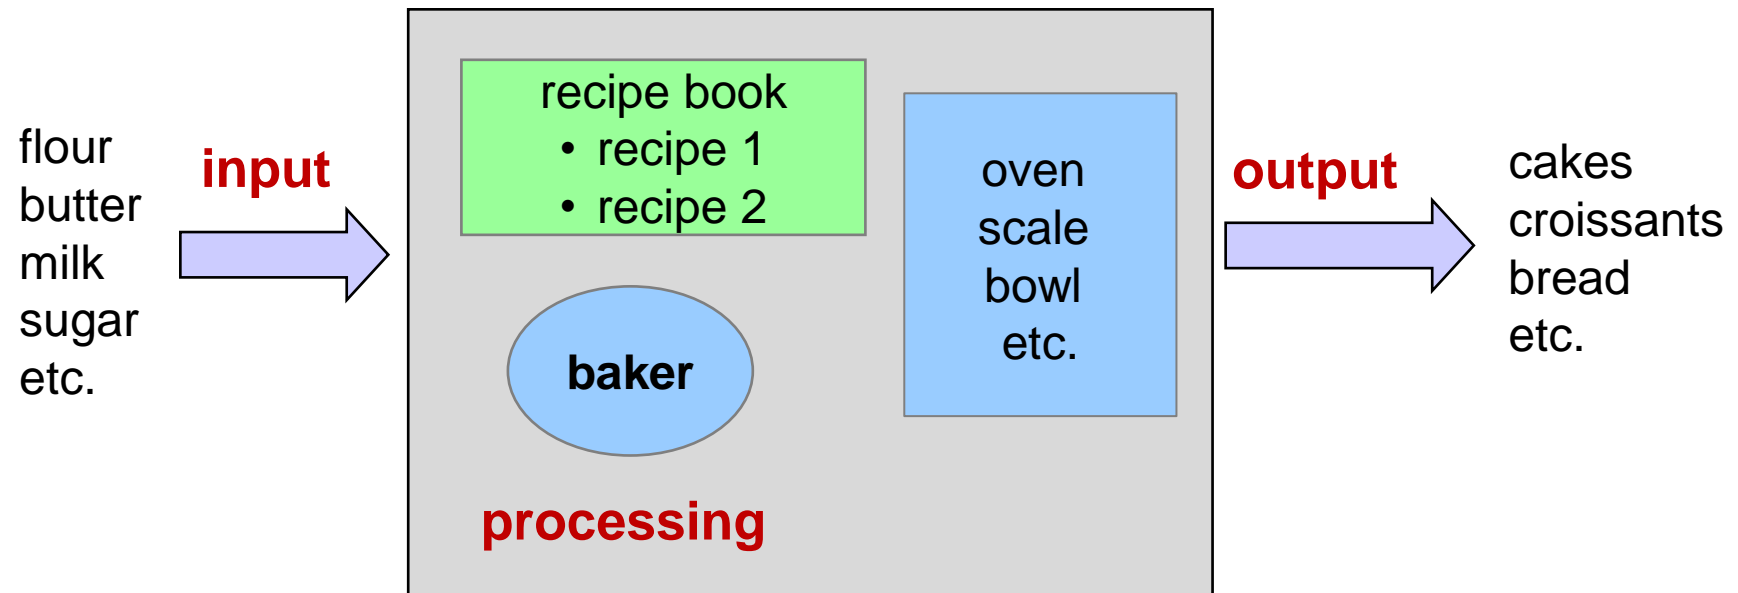 flour
butter
milk
sugar
etc.
input
recipe book
• recipe 1
• recipe 2
baker
processing
oven
scale
bowl
etc.
output
cakes
croissants
bread
etc.